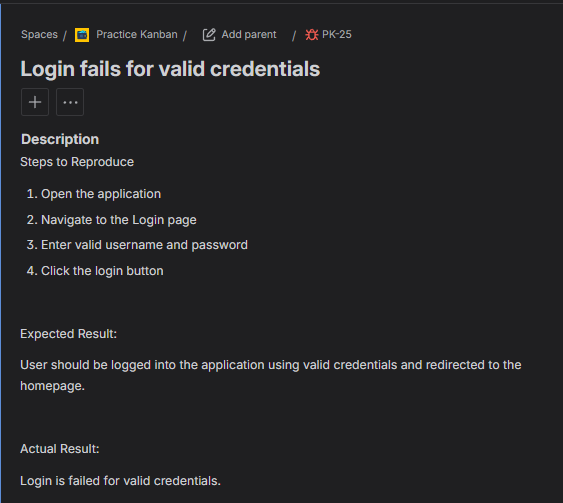 Spaces / Practice Kanban / Add parent / PK-25
Login fails for valid credentials
Description
Steps to Reproduce
1. Open the application
2. Navigate to the Login page
3. Enter valid username and password
4. Click the login button
Expected Result:
User should be logged into the application using valid credentials and redirected to the
homepage.
Actual Result:
Login is failed for valid credentials.